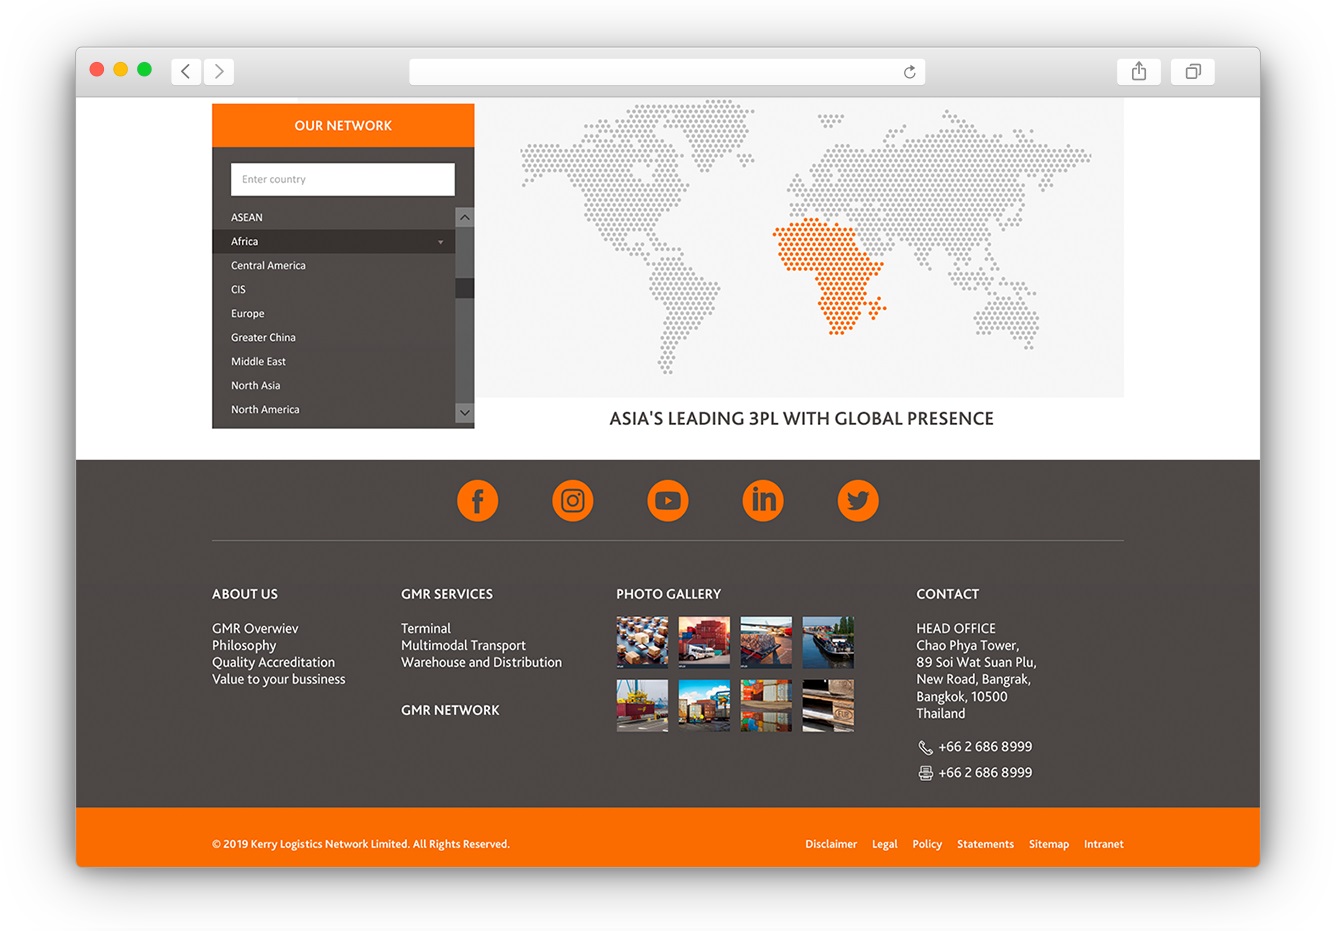 OUR NETWORK
Enter country
ASEAN
Africa
Central America
CIS
Europe
Greater China
Middle East
North Asia
North America
ASIA'S LEADING 3PL WITH GLOBAL PRESENCE
ABOUT US
GMR Overwiev
Philosophy
Quality Accreditation
Value to your bussiness
GMR SERVICES
Terminal
Multimodal Transport
Warehouse and Distribution
GMR NETWORK
PHOTO GALLERY
CONTACT
HEAD OFFICE
Chao Phya Tower,
89 Soi Wat Suan Plu,
New Road, Bangrak,
Bangkok, 10500
Thailand
+66 2 686 8999
+66 2 686 8999
© 2019 Kerry Logistics Network Limited. All Rights Reserved.
Disclaimer Legal Policy Statements Sitemap Intranet